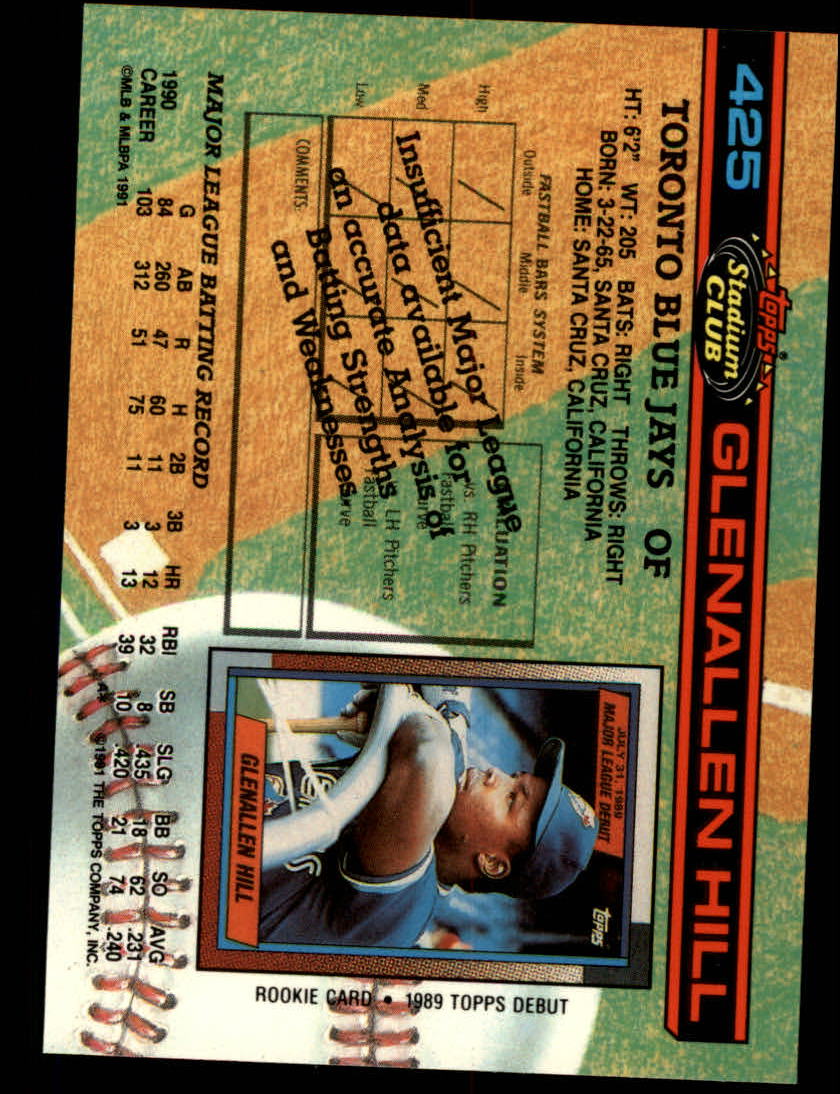 425
topps®
Stadium
CLUB
GLENALLEN HILL
TORONTO BLUE JAYS OF
HT: 6'2" WT: 205 BATS: RIGHT THROWS: RIGHT
BORN: 3-22-65, SANTA CRUZ, CALIFORNIA
HOME: SANTA CRUZ, CALIFORNIA
FASTBALL BARS SYSTEM
Outside Middle Inside
High
Med
Low
vs. RH Pitchers
Fastball
LH Pitchers
Fastball
COMMENTS:
Insufficient Major League
data available for
an accurate Analysis of
Batting Strengths
and Weaknesses
JULY 31, 1989
MAJOR LEAGUE DEBUT
topps
GLENALLEN HILL
ROOKIE CARD • 1989 TOPPS DEBUT
MAJOR LEAGUE BATTING RECORD
G AB R H 2B 3B HR RBI SB SLG BB SO AVG
1990 84 260 47 60 11 3 12 32 8 .435 18 62 .231
CAREER 103 312 51 75 11 3 13 39 10 .420 21 74 .240
©MLB & MLBPA 1991
4* ©1991 THE TOPPS COMPANY, INC.